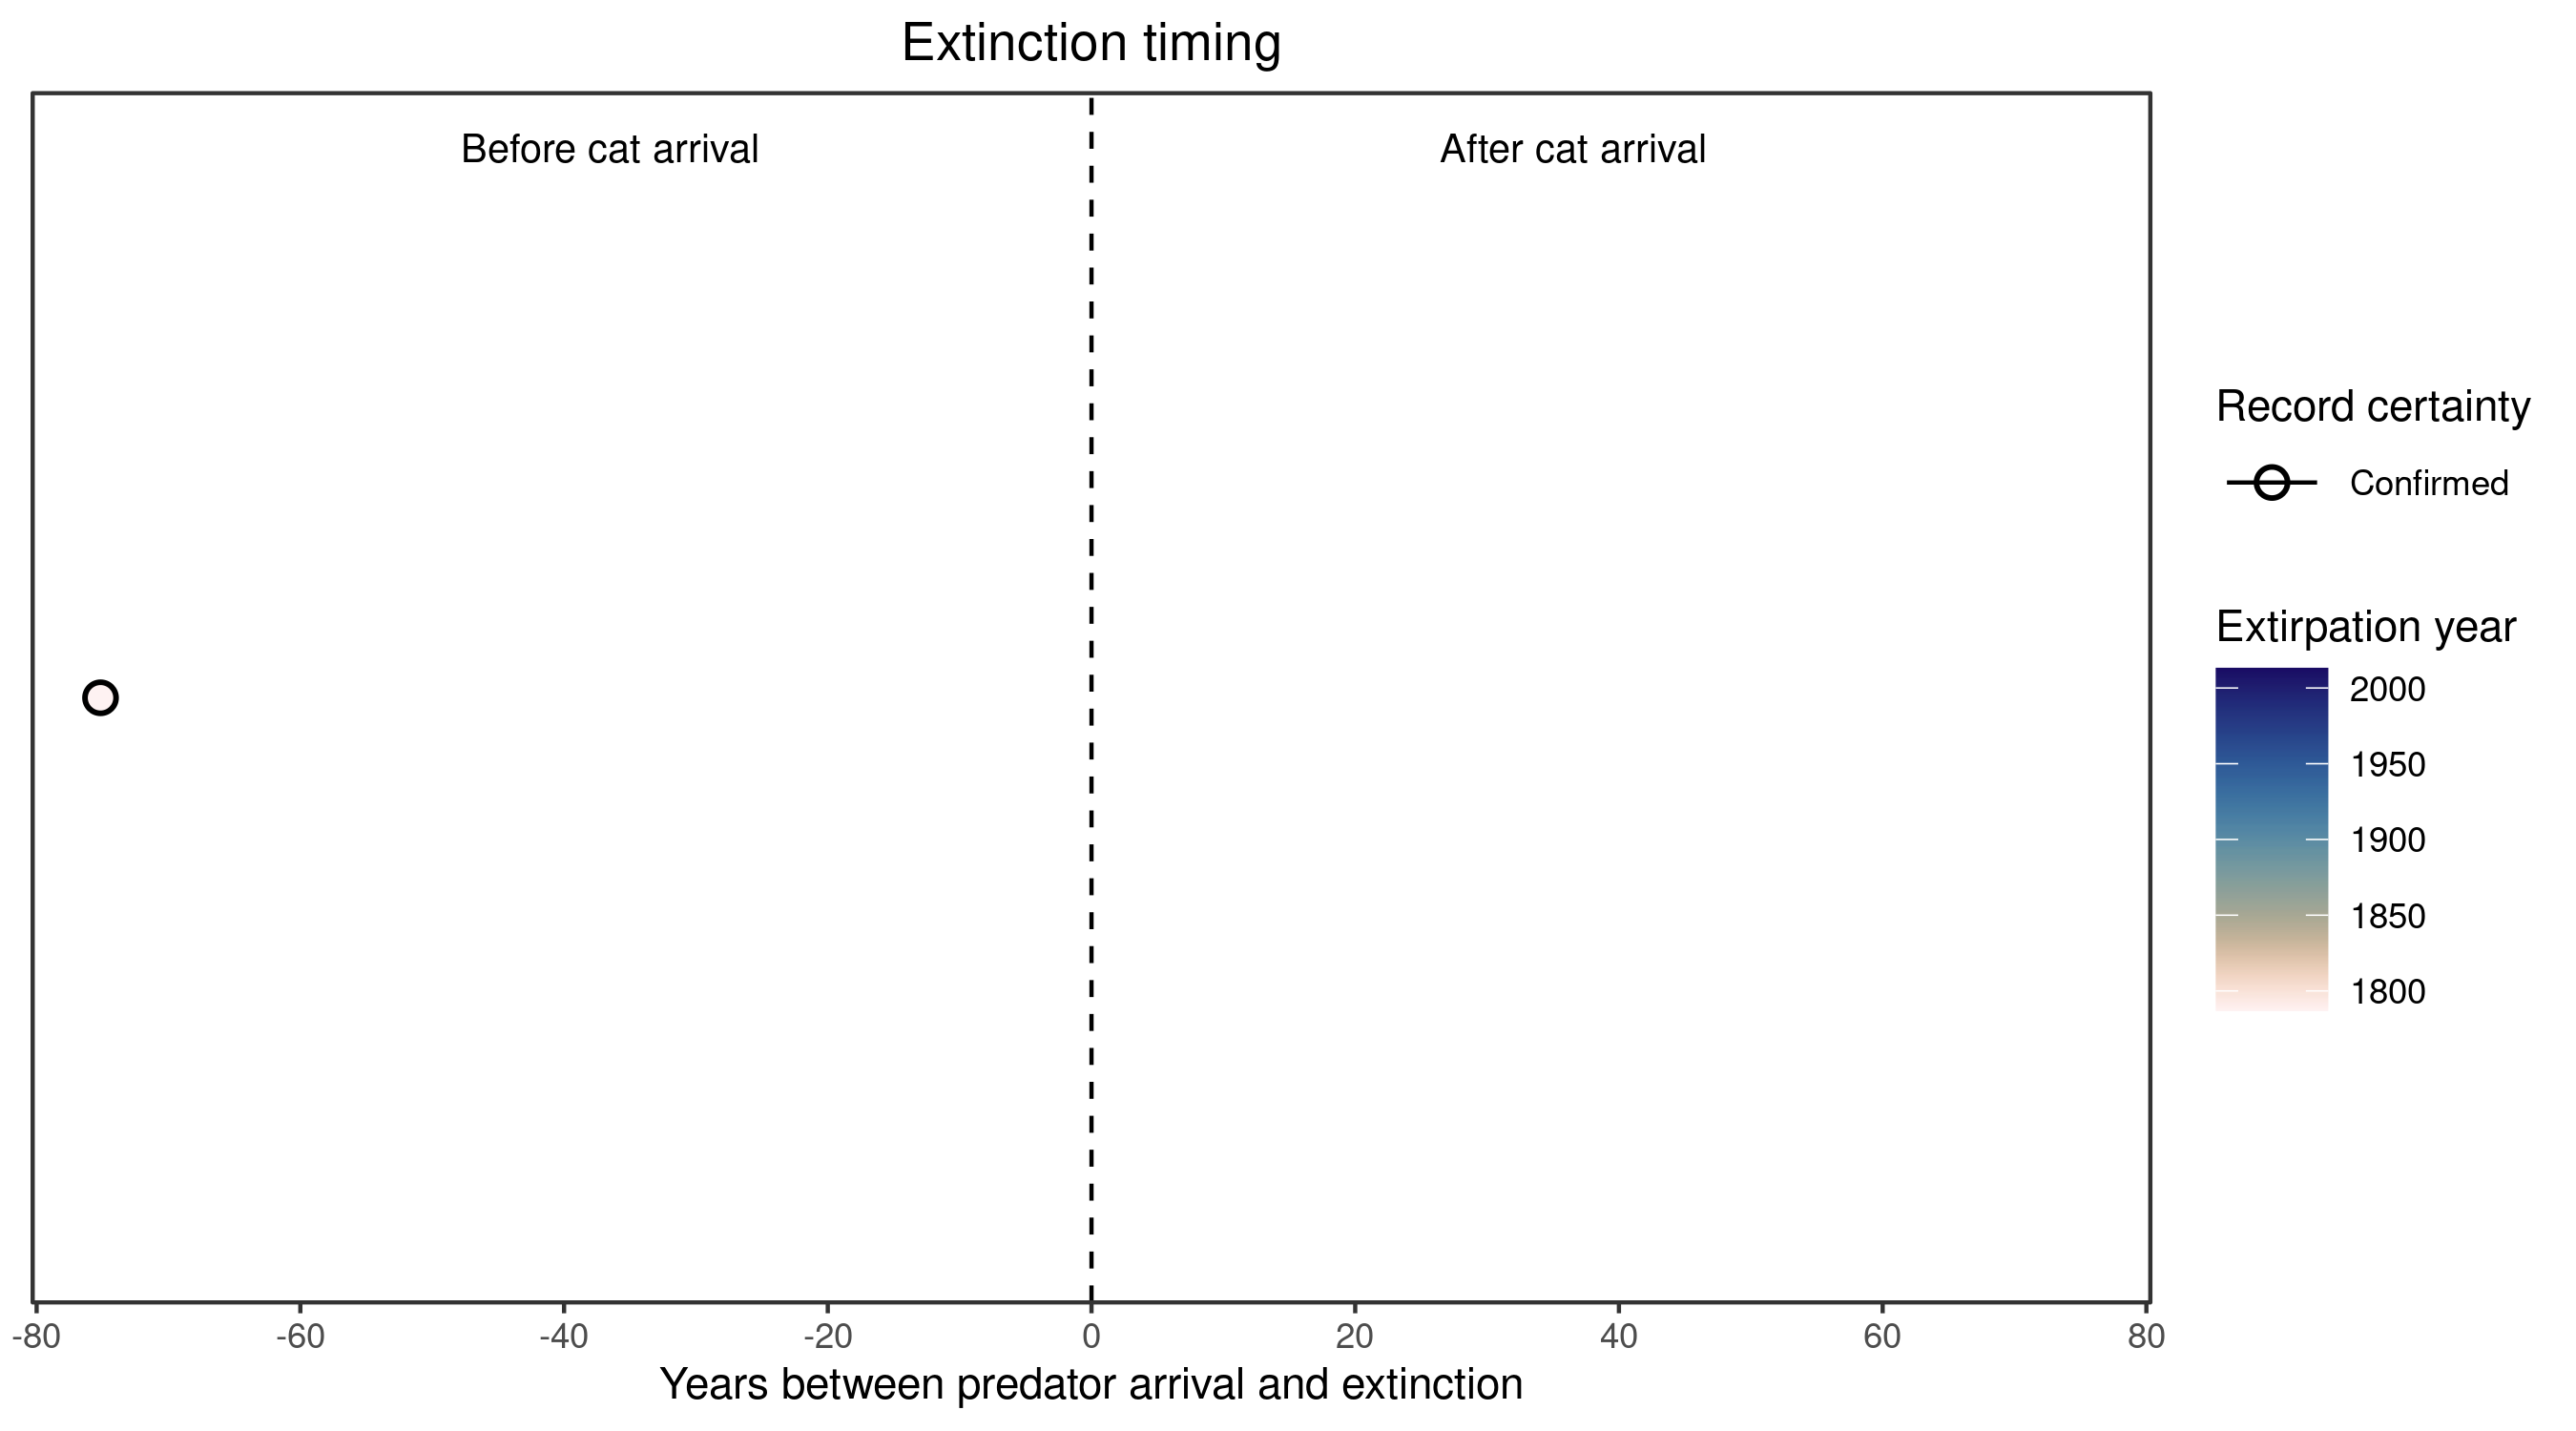 Extinction timing
Before cat arrival
After cat arrival
Record certainty
Confirmed
Extirpation year
2000
1950
1900
1850
1800
-80
-60
-40
-20
0
20
40
60
80
Years between predator arrival and extinction